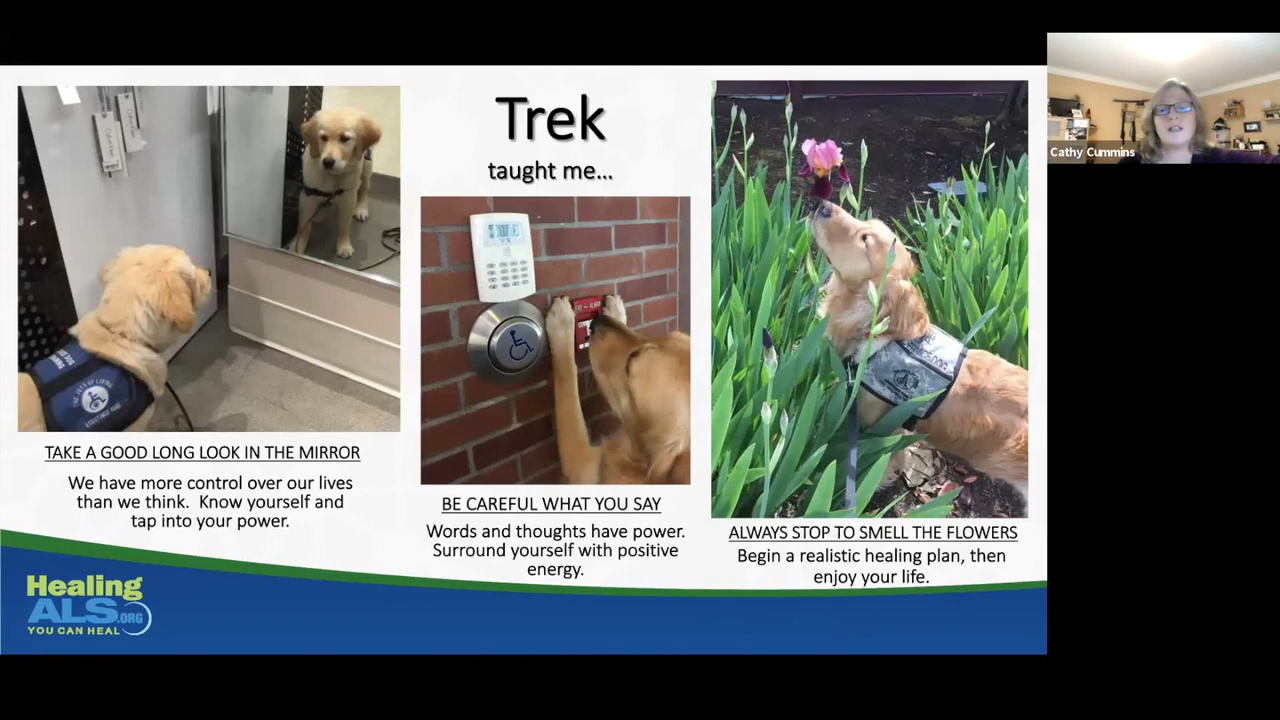 Trek
taught me...
TAKE A GOOD LONG LOOK IN THE MIRROR
We have more control over our lives
than we think. Know yourself and
tap into your power.
BE CAREFUL WHAT YOU SAY
Words and thoughts have power.
Surround yourself with positive
energy.
ALWAYS STOP TO SMELL THE FLOWERS
Begin a realistic healing plan, then
enjoy your life.
Healing
ALS.ORG
YOU CAN HEAL
Cathy Cummins